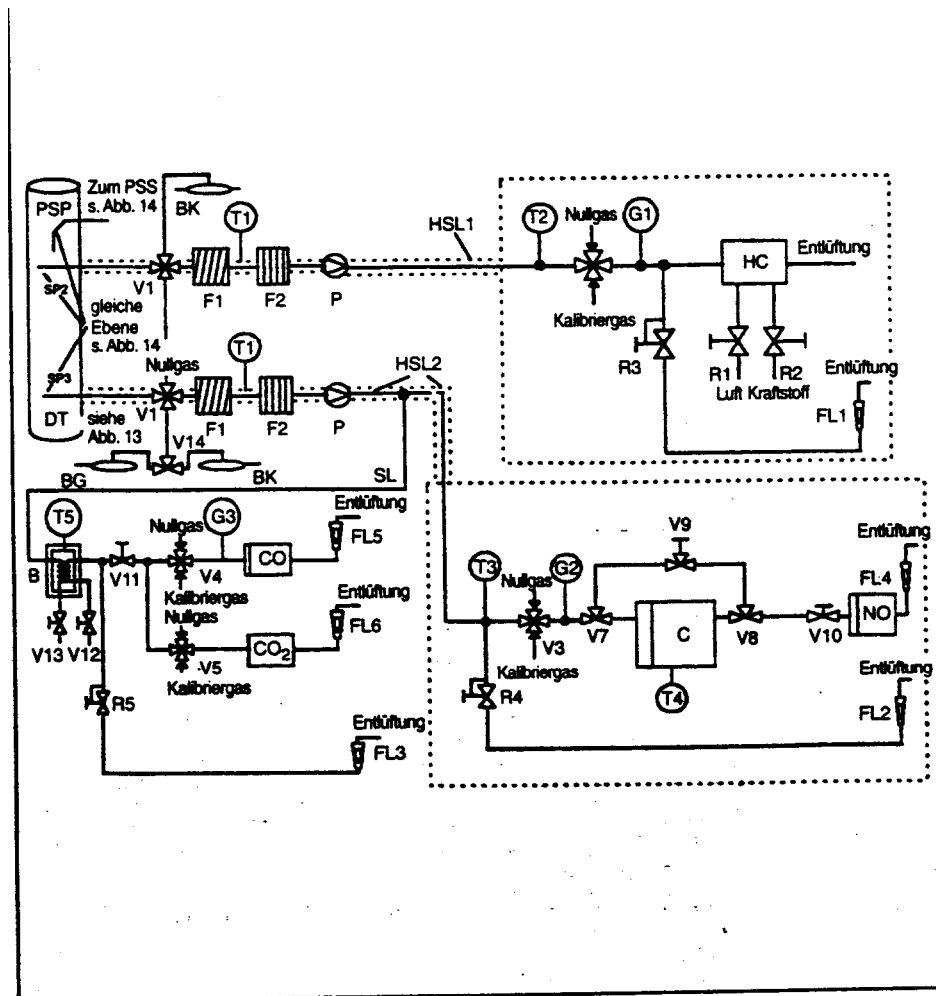 Zum PSS
s. Abb. 14
PSP
BK
SP2
V1
gleiche
Ebene
s. Abb. 14
F1
T1
F2
P
HSL1
T2
Nullgas
G1
Kalibriergas
HC
Entlüftung
R3
R1
R2
Luft Kraftstoff
Entlüftung
FL1
Nullgas
SP3
DT
V1
siehe
Abb. 13
V14
F1
T1
F2
P
HSL2
BG
BK
SL
T5
B
V13
V12
V11
Nullgas
V4
Kalibriergas
G3
CO
Entlüftung
FL5
Nullgas
V5
Kalibriergas
CO2
Entlüftung
FL6
R5
Entlüftung
FL3
T3
Nullgas
G2
V3
Kalibriergas
V7
V9
C
T4
V8
V10
NO
Entlüftung
FL4
R4
Entlüftung
FL2